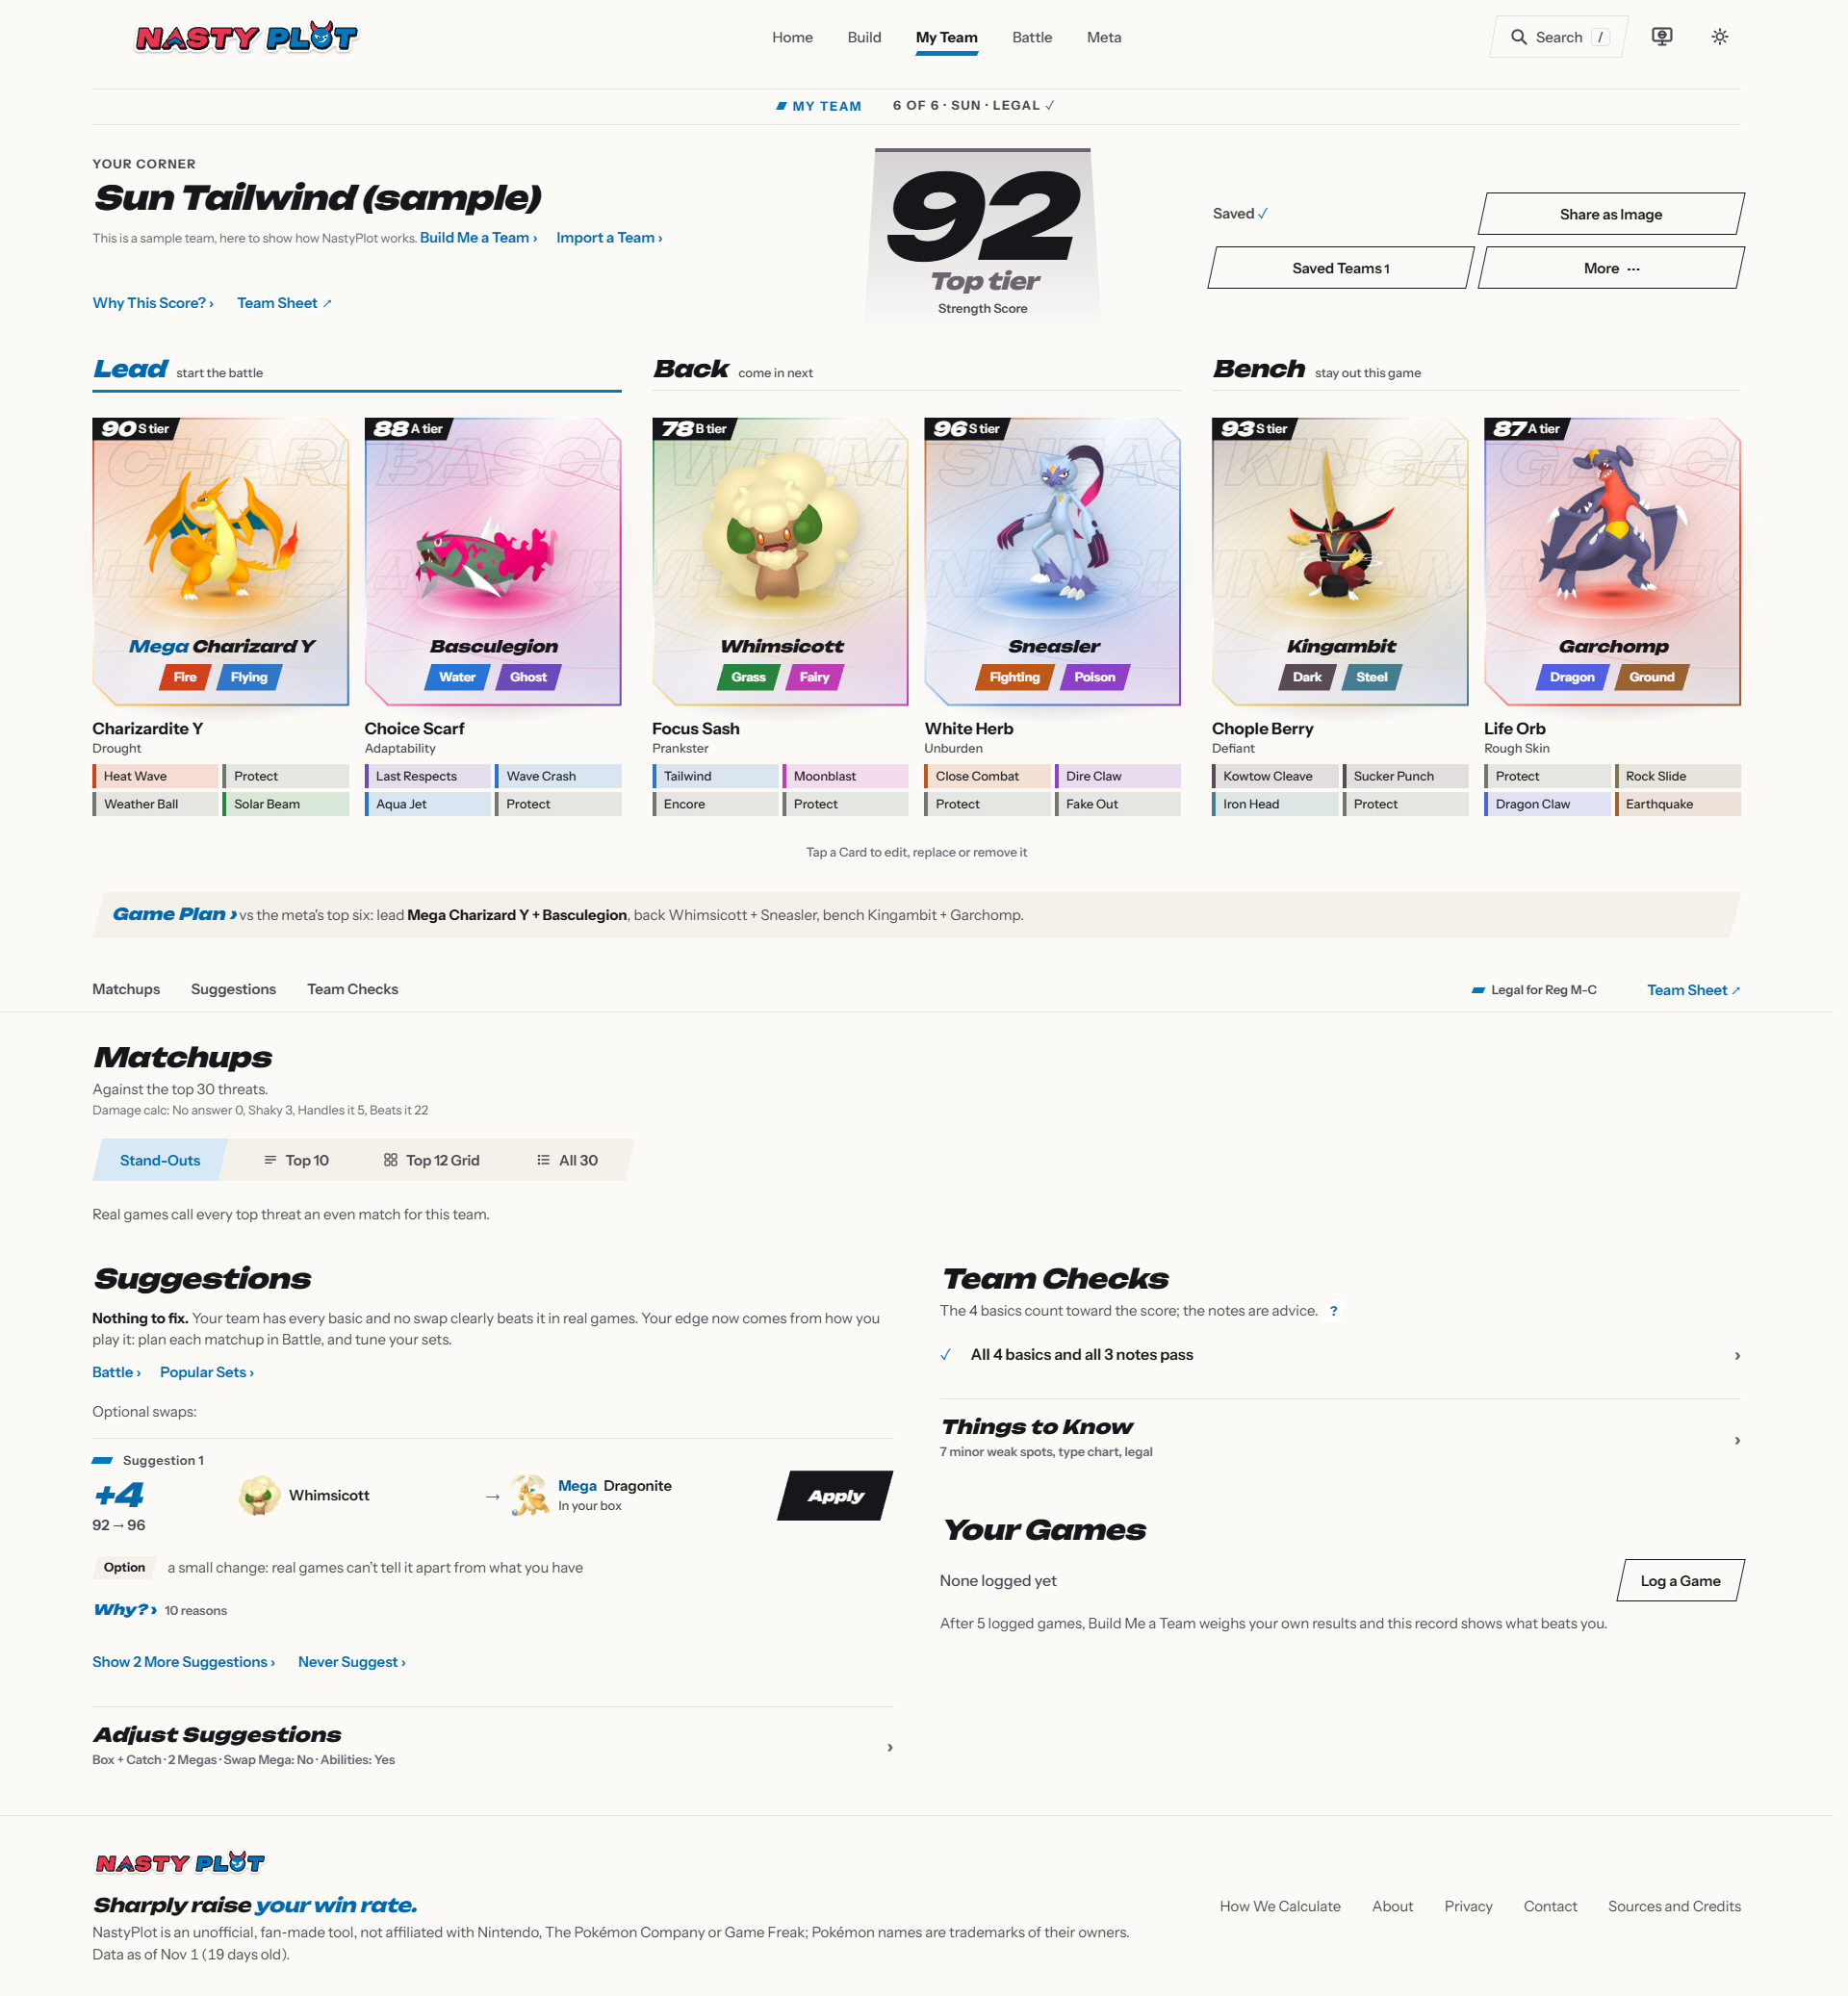 NASTY PLOT
Home
Build
My Team
Battle
Meta
Search /
MY TEAM
6 OF 6 · SUN · LEGAL ✓
YOUR CORNER
Sun Tailwind (sample)
This is a sample team, here to show how NastyPlot works. Build Me a Team › Import a Team ›
Why This Score? › Team Sheet ↗
92
Top tier
Strength Score
Saved ✓
Share as Image
Saved Teams 1
More ···
Lead start the battle
Back come in next
Bench stay out this game
90 S tier
Mega Charizard Y
Fire Flying
Charizardite Y
Drought
Heat Wave Protect
Weather Ball Solar Beam
88 A tier
Basculegion
Water Ghost
Choice Scarf
Adaptability
Last Respects Wave Crash
Aqua Jet Protect
78 B tier
Whimsicott
Grass Fairy
Focus Sash
Prankster
Tailwind Moonblast
Encore Protect
96 S tier
Sneasler
Fighting Poison
White Herb
Unburden
Close Combat Dire Claw
Protect Fake Out
93 S tier
Kingambit
Dark Steel
Chople Berry
Defiant
Kowtow Cleave Sucker Punch
Iron Head Protect
87 A tier
Garchomp
Dragon Ground
Life Orb
Rough Skin
Protect Rock Slide
Dragon Claw Earthquake
Tap a Card to edit, replace or remove it
Game Plan › vs the meta's top six: lead Mega Charizard Y + Basculegion, back Whimsicott + Sneasler, bench Kingambit + Garchomp.
Matchups Suggestions Team Checks
Legal for Reg M-C
Team Sheet ↗
Matchups
Against the top 30 threats.
Damage calc: No answer 0, Shaky 3, Handles it 5, Beats it 22
Stand-Outs Top 10 Top 12 Grid All 30
Real games call every top threat an even match for this team.
Suggestions
Nothing to fix. Your team has every basic and no swap clearly beats it in real games. Your edge now comes from how you
play it: plan each matchup in Battle, and tune your sets.
Battle › Popular Sets ›
Optional swaps:
Suggestion 1
+4
92 → 96
Whimsicott
→
Mega Dragonite
In your box
Apply
Option a small change: real games can't tell it apart from what you have
Why? › 10 reasons
Show 2 More Suggestions › Never Suggest ›
Adjust Suggestions
Box + Catch · 2 Megas · Swap Mega: No · Abilities: Yes
›
Team Checks
The 4 basics count toward the score; the notes are advice. ?
✓ All 4 basics and all 3 notes pass ›
Things to Know
7 minor weak spots, type chart, legal
›
Your Games
None logged yet
Log a Game
After 5 logged games, Build Me a Team weighs your own results and this record shows what beats you.
NASTY PLOT
Sharply raise your win rate.
NastyPlot is an unofficial, fan-made tool, not affiliated with Nintendo, The Pokémon Company or Game Freak; Pokémon names are trademarks of their owners.
Data as of Nov 1 (19 days old).
How We Calculate About Privacy Contact Sources and Credits